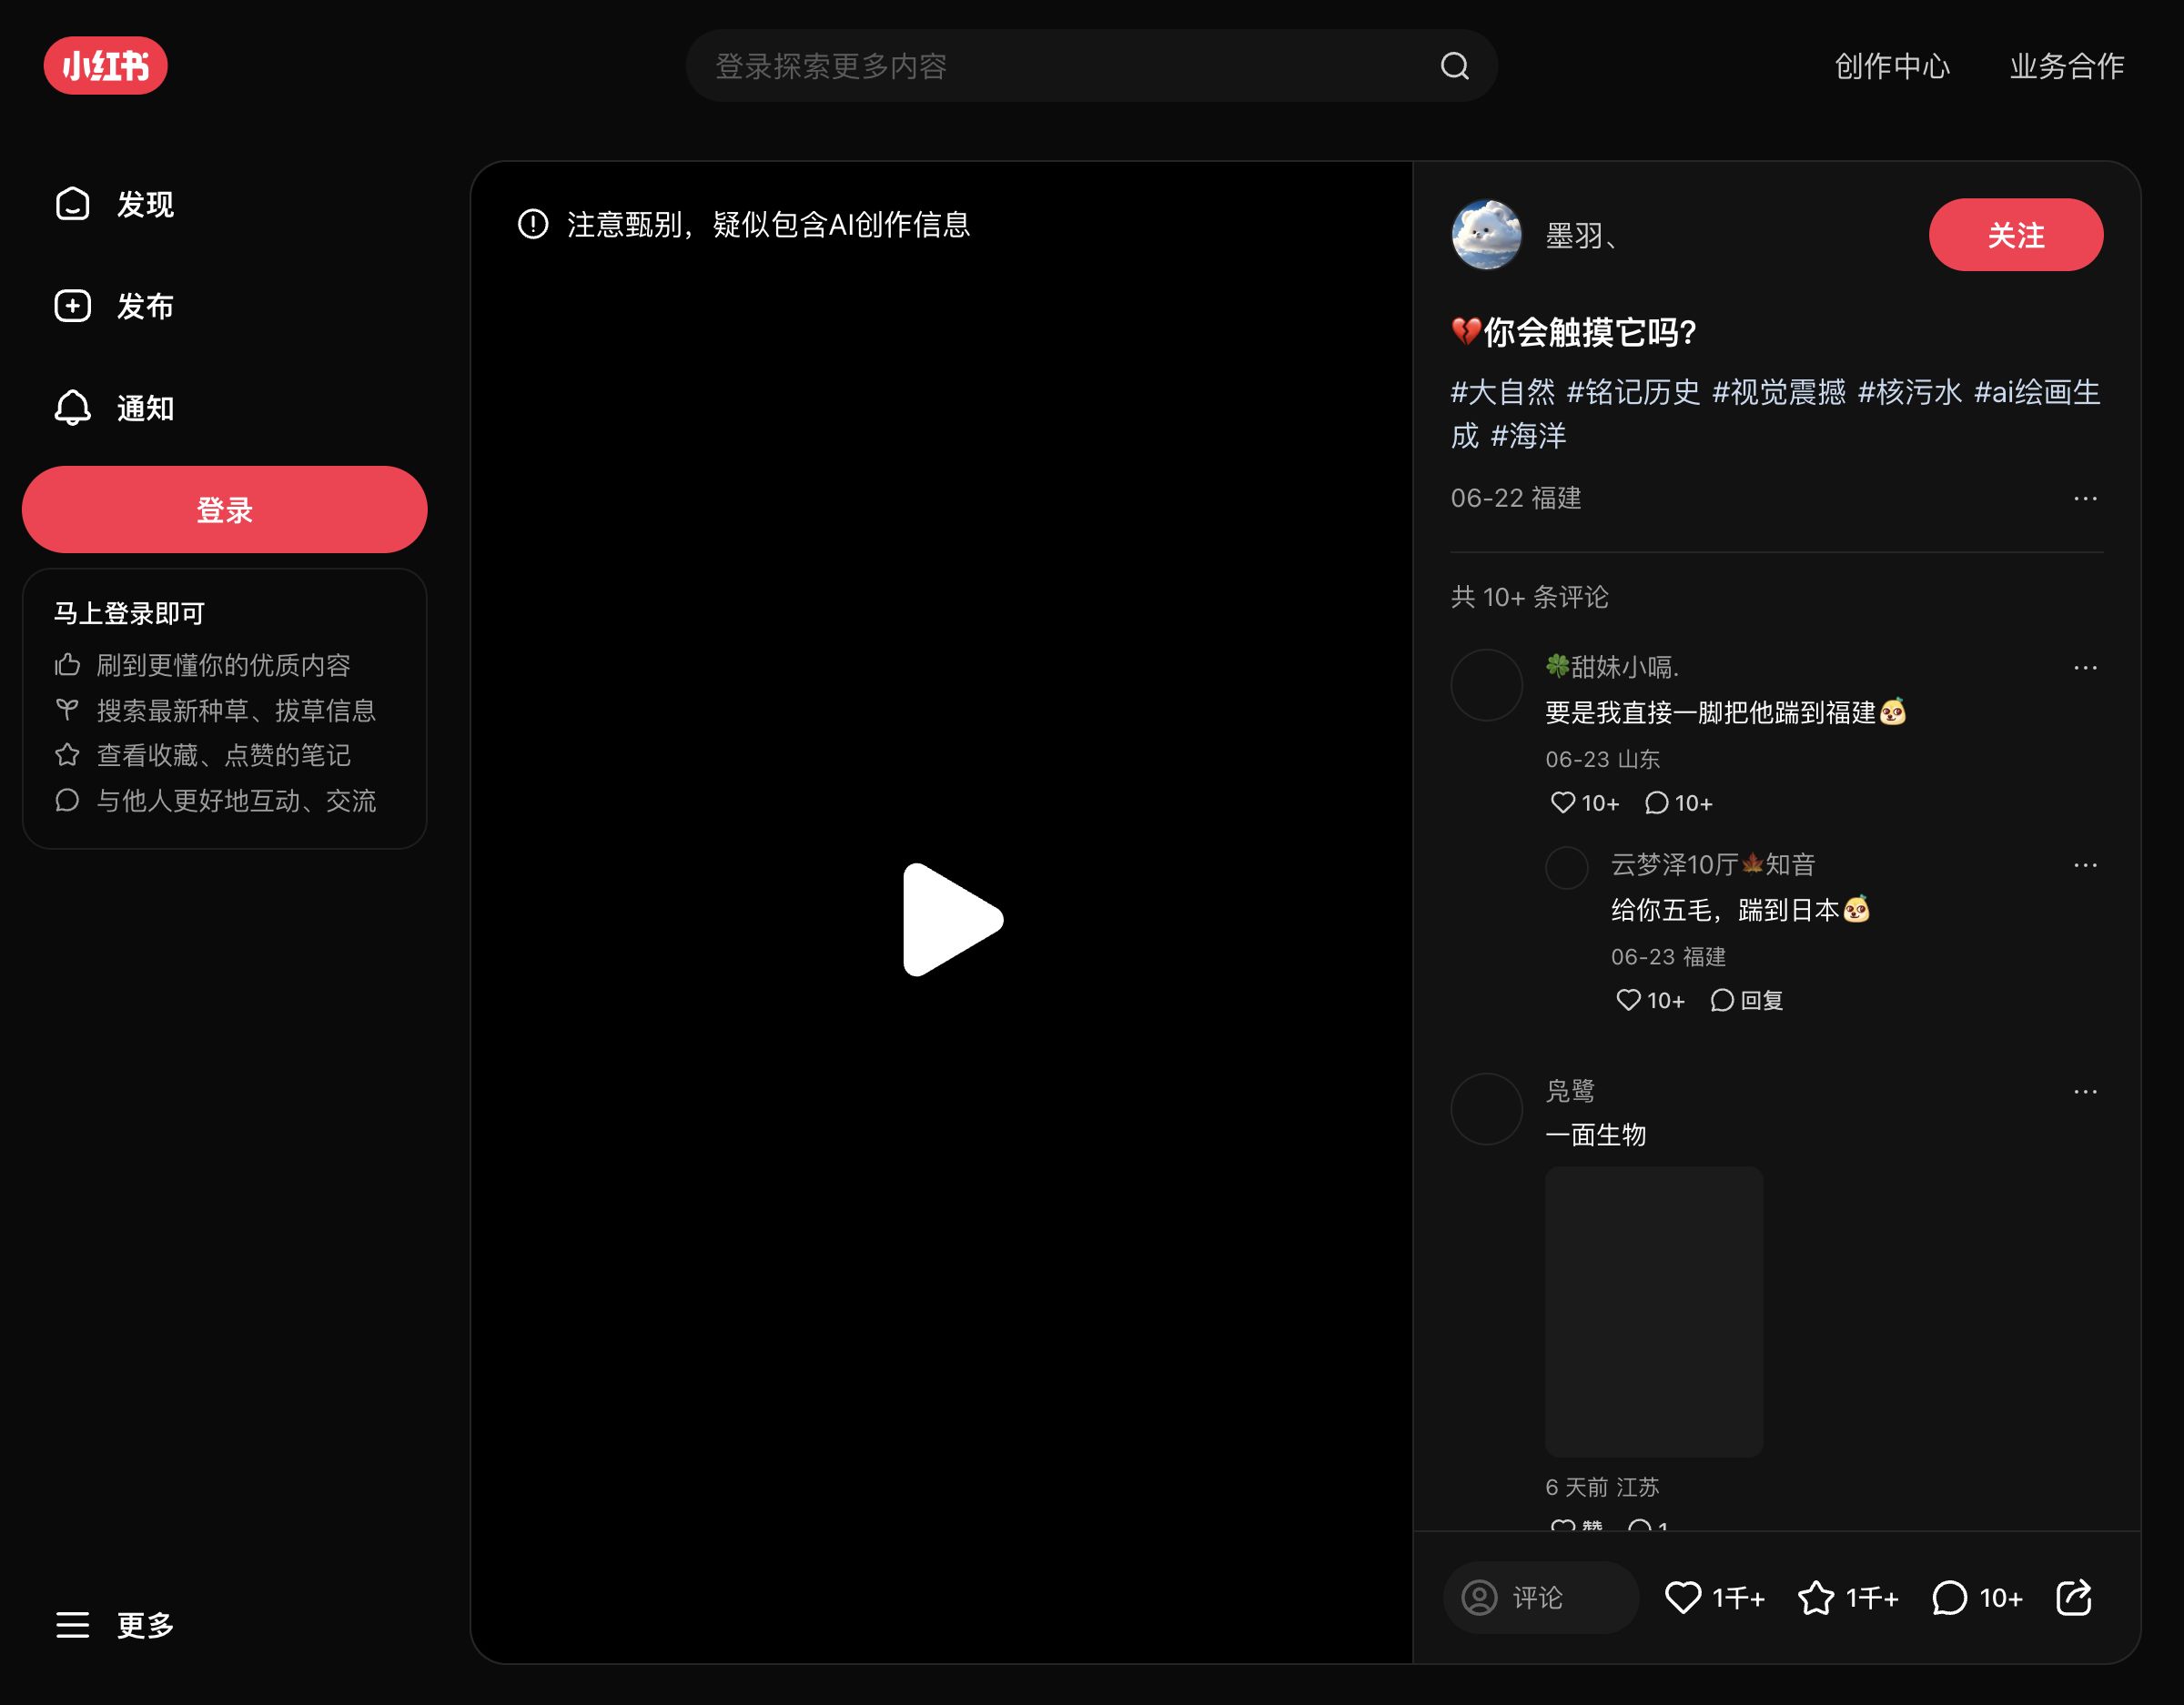 小红书
登录探索更多内容
创作中心
业务合作
发现
发布
通知
登录
马上登录即可
刷到更懂你的优质内容
搜索最新种草、拔草信息
查看收藏、点赞的笔记
与他人更好地互动、交流
更多
注意甄别，疑似包含AI创作信息
墨羽、
关注
💔你会触摸它吗?
#大自然 #铭记历史 #视觉震撼 #核污水 #ai绘画生
成 #海洋
06-22 福建
共 10+ 条评论
🍀甜妹小嗝.
要是我直接一脚把他踹到福建
06-23 山东
10+ 10+
云梦泽10厅🍁知音
给你五毛，踹到日本
06-23 福建
10+ 回复
凫鹭
一面生物
6 天前 江苏
赞 1
评论
1千+ 1千+ 10+